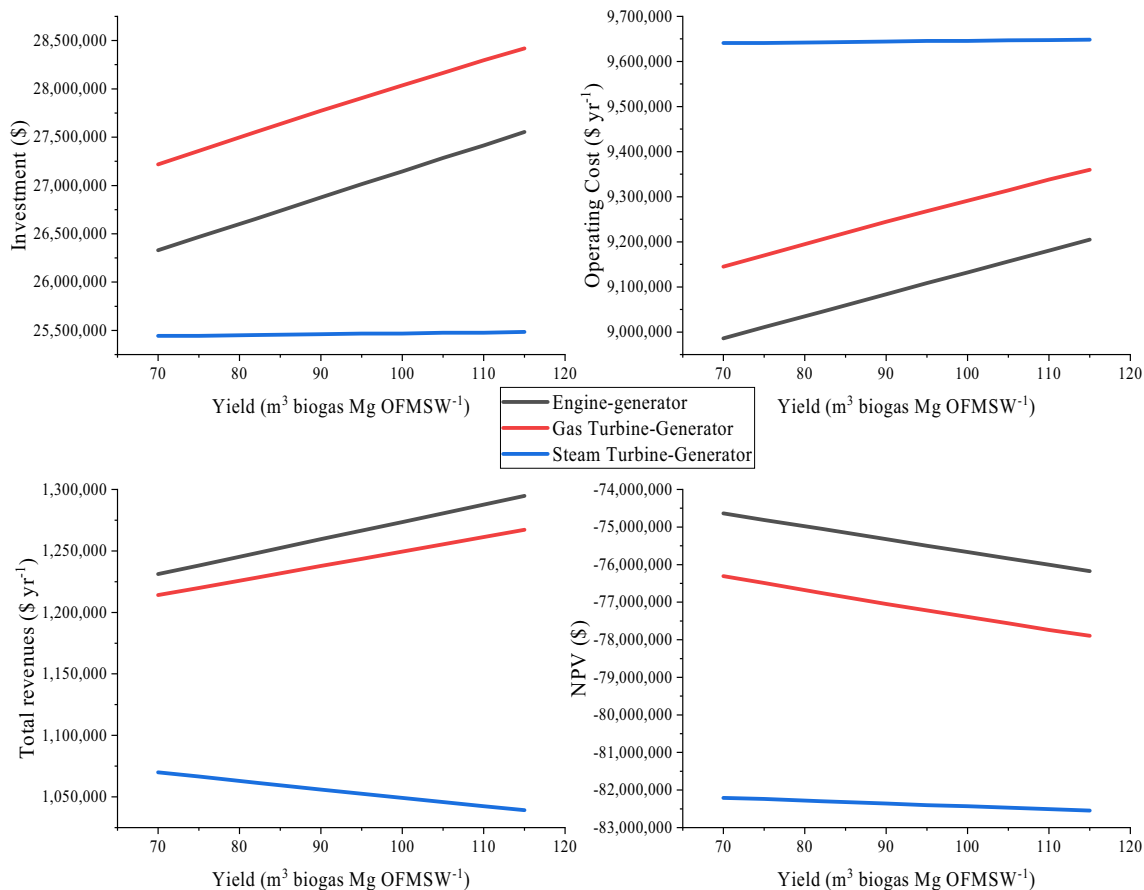 28,500,000
28,000,000
27,500,000
27,000,000
26,500,000
26,000,000
25,500,000
Investment ($)
70 80 90 100 110 120
Yield (m³ biogas Mg OFMSW⁻¹)
9,700,000
9,600,000
9,500,000
9,400,000
9,300,000
9,200,000
9,100,000
9,000,000
Operating Cost ($ yr⁻¹)
70 80 90 100 110 120
Yield (m³ biogas Mg OFMSW⁻¹)
Engine-generator
Gas Turbine-Generator
Steam Turbine-Generator
1,300,000
1,250,000
1,200,000
1,150,000
1,100,000
1,050,000
Total revenues ($ yr⁻¹)
70 80 90 100 110 120
Yield (m³ biogas Mg OFMSW⁻¹)
-74,000,000
-75,000,000
-76,000,000
-77,000,000
-78,000,000
-79,000,000
-80,000,000
-81,000,000
-82,000,000
-83,000,000
NPV ($)
70 80 90 100 110 120
Yield (m³ biogas Mg OFMSW⁻¹)